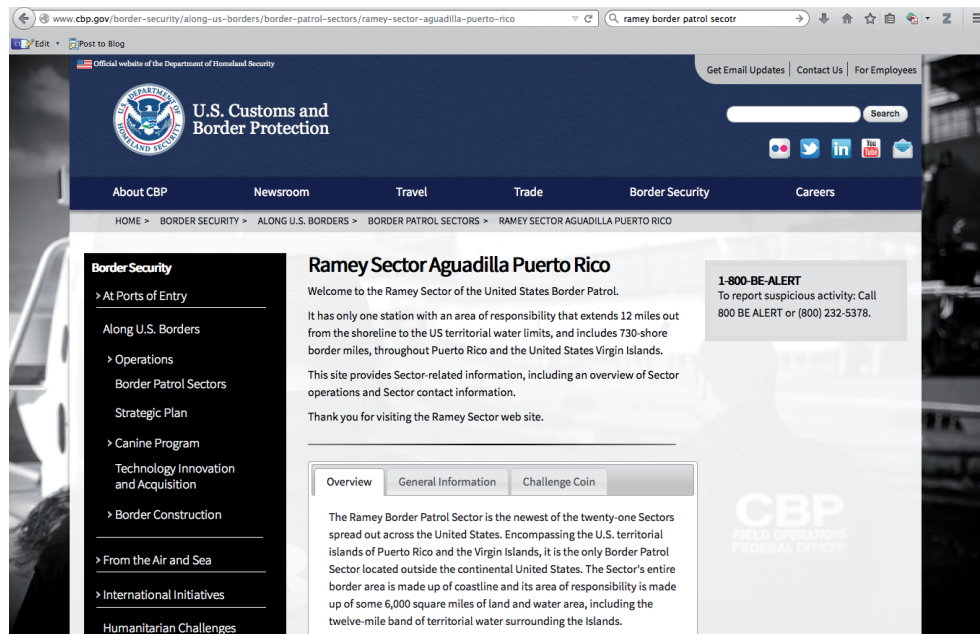 www.cbp.gov/border-security/along-us-borders/border-patrol-sectors/ramey-sector-aguadilla-puerto-rico
ramey border patrol secotr
Edit
Post to Blog
Official website of the Department of Homeland Security
Get Email Updates | Contact Us | For Employees
U.S. Customs and
Border Protection
Search
About CBP Newsroom Travel Trade Border Security Careers
HOME > BORDER SECURITY > ALONG U.S. BORDERS > BORDER PATROL SECTORS > RAMEY SECTOR AGUADILLA PUERTO RICO
Border Security
> At Ports of Entry
Along U.S. Borders
> Operations
Border Patrol Sectors
Strategic Plan
> Canine Program
Technology Innovation
and Acquisition
> Border Construction
> From the Air and Sea
> International Initiatives
Humanitarian Challenges
Ramey Sector Aguadilla Puerto Rico
Welcome to the Ramey Sector of the United States Border Patrol.
It has only one station with an area of responsibility that extends 12 miles out
from the shoreline to the US territorial water limits, and includes 730-shore
border miles, throughout Puerto Rico and the United States Virgin Islands.
This site provides Sector-related information, including an overview of Sector
operations and Sector contact information.
Thank you for visiting the Ramey Sector web site.
Overview General Information Challenge Coin
The Ramey Border Patrol Sector is the newest of the twenty-one Sectors
spread out across the United States. Encompassing the U.S. territorial
islands of Puerto Rico and the Virgin Islands, it is the only Border Patrol
Sector located outside the continental United States. The Sector's entire
border area is made up of coastline and its area of responsibility is made
up of some 6,000 square miles of land and water area, including the
twelve-mile band of territorial water surrounding the Islands.
1-800-BE-ALERT
To report suspicious activity: Call
800 BE ALERT or (800) 232-5378.
CBP
FIELD OPERATIONS
FEDERAL OFFICER